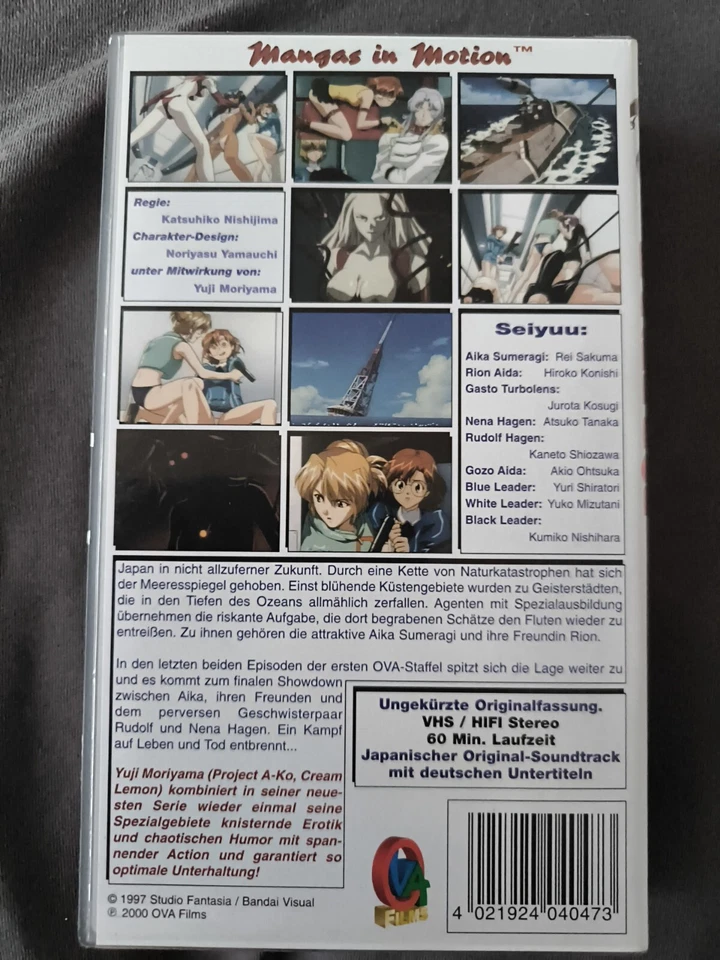 Mangas in Motion™
Regie:
Katsuhiko Nishijima
Charakter-Design:
Noriyasu Yamauchi
unter Mitwirkung von:
Yuji Moriyama
Seiyuu:
Aika Sumeragi: Rei Sakuma
Rion Aida: Hiroko Konishi
Gasto Turbolens:
Jurota Kosugi
Nena Hagen: Atsuko Tanaka
Rudolf Hagen:
Kaneto Shiozawa
Gozo Aida: Akio Ohtsuka
Blue Leader: Yuri Shiratori
White Leader: Yuko Mizutani
Black Leader:
Kumiko Nishihara
Japan in nicht allzuferner Zukunft. Durch eine Kette von Naturkatastrophen hat sich
der Meeresspiegel gehoben. Einst blühende Küstengebiete wurden zu Geisterstädten,
die in den Tiefen des Ozeans allmählich zerfallen. Agenten mit Spezialausbildung
übernehmen die riskante Aufgabe, die dort begrabenen Schätze den Fluten wieder zu
entreißen. Zu ihnen gehören die attraktive Aika Sumeragi und ihre Freundin Rion.
In den letzten beiden Episoden der ersten OVA-Staffel spitzt sich die Lage weiter zu
und es kommt zum finalen Showdown
zwischen Aika, ihren Freunden und
dem perversen Geschwisterpaar
Rudolf und Nena Hagen. Ein Kampf
auf Leben und Tod entbrennt...
Yuji Moriyama (Project A-Ko, Cream
Lemon) kombiniert in seiner neue-
sten Serie wieder einmal seine
Spezialgebiete knisternde Erotik
und chaotischen Humor mit span-
nender Action und garantiert so
optimale Unterhaltung!
Ungekürzte Originalfassung.
VHS / HIFI Stereo
60 Min. Laufzeit
Japanischer Original-Soundtrack
mit deutschen Untertiteln
© 1997 Studio Fantasia / Bandai Visual
℗ 2000 OVA Films
OVA
FILMS
4 021924 040473